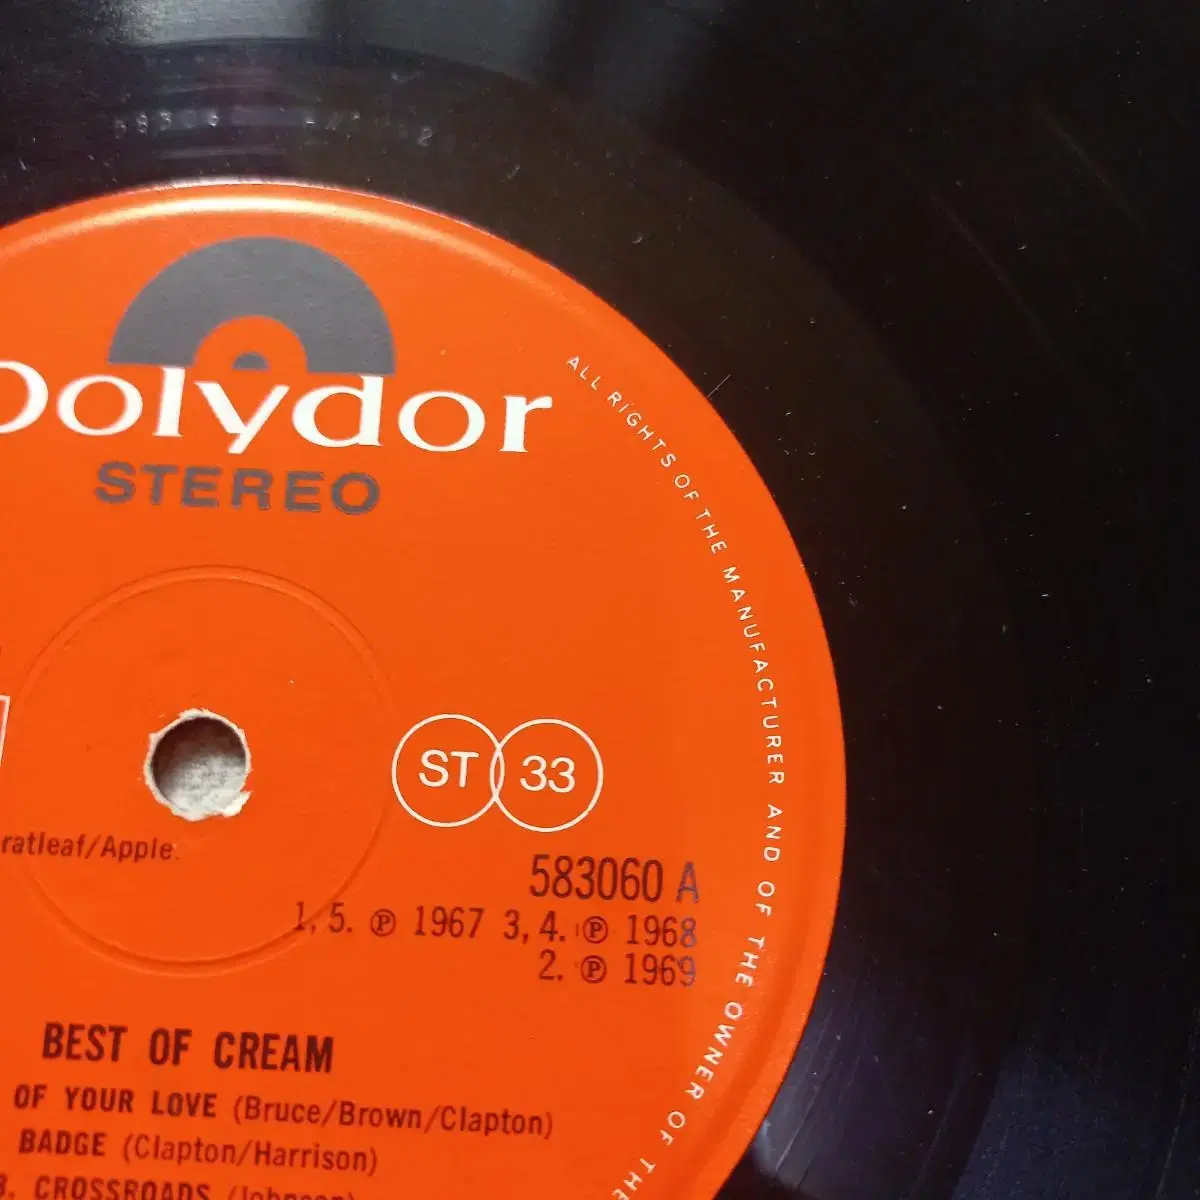 polydor
STEREO
ALL RIGHTS OF THE MANUFACTURER AND OF THE OWNER OF THE
ST 33
ratleaf/Apple.
583060 A
1, 5. ℗ 1967 3, 4. ℗ 1968
2. ℗ 1969
BEST OF CREAM
OF YOUR LOVE (Bruce/Brown/Clapton)
BADGE (Clapton/Harrison)
3. CROSSROADS (Johnson)